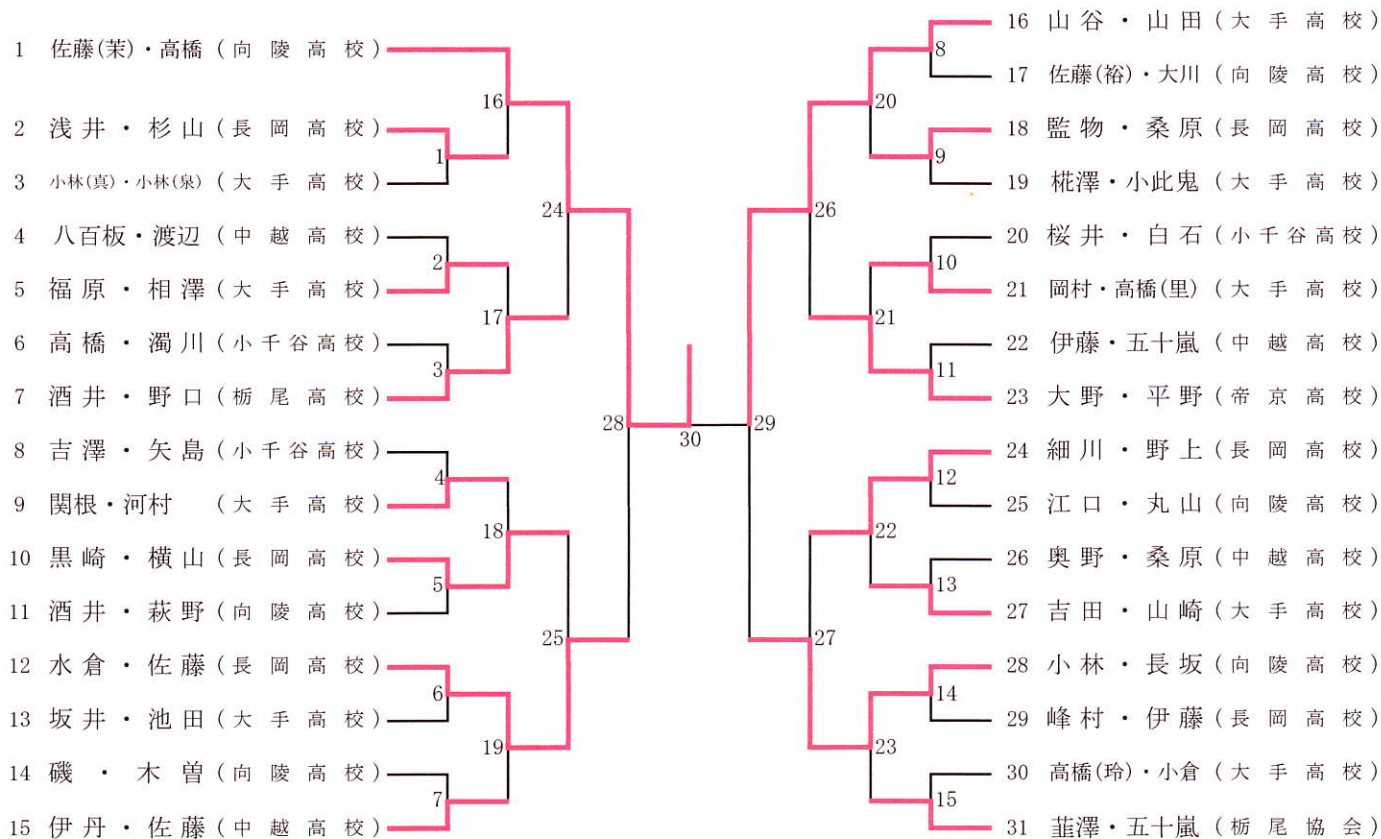 1 佐藤(茉)・高橋 (向陵高校)
2 浅井・杉山 (長岡高校)
3 小林(真)・小林(泉) (大手高校)
4 八百板・渡辺 (中越高校)
5 福原・相澤 (大手高校)
6 高橋・濁川 (小千谷高校)
7 酒井・野口 (栃尾高校)
8 吉澤・矢島 (小千谷高校)
9 関根・河村 (大手高校)
10 黒崎・横山 (長岡高校)
11 酒井・萩野 (向陵高校)
12 水倉・佐藤 (長岡高校)
13 坂井・池田 (大手高校)
14 磯・木曽 (向陵高校)
15 伊丹・佐藤 (中越高校)
1
2
3
4
5
6
7
16
17
18
19
24
25
28
30
29
26
27
20
21
22
23
8
9
10
11
12
13
14
15
16 山谷・山田 (大手高校)
17 佐藤(裕)・大川 (向陵高校)
18 監物・桑原 (長岡高校)
19 椛澤・小此鬼 (大手高校)
20 桜井・白石 (小千谷高校)
21 岡村・高橋(里) (大手高校)
22 伊藤・五十嵐 (中越高校)
23 大野・平野 (帝京高校)
24 細川・野上 (長岡高校)
25 江口・丸山 (向陵高校)
26 奥野・桑原 (中越高校)
27 吉田・山崎 (大手高校)
28 小林・長坂 (向陵高校)
29 峰村・伊藤 (長岡高校)
30 高橋(玲)・小倉 (大手高校)
31 韮澤・五十嵐 (栃尾協会)